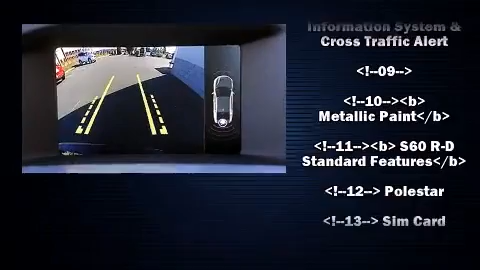 Information System &
Cross Traffic Alert
<!--09-->
<!--10--><b>
Metallic Paint</b>
<!--11--><b> S60 R-D
Standard Features</b>
<!--12--> Polestar
<!--13--> Sim Card